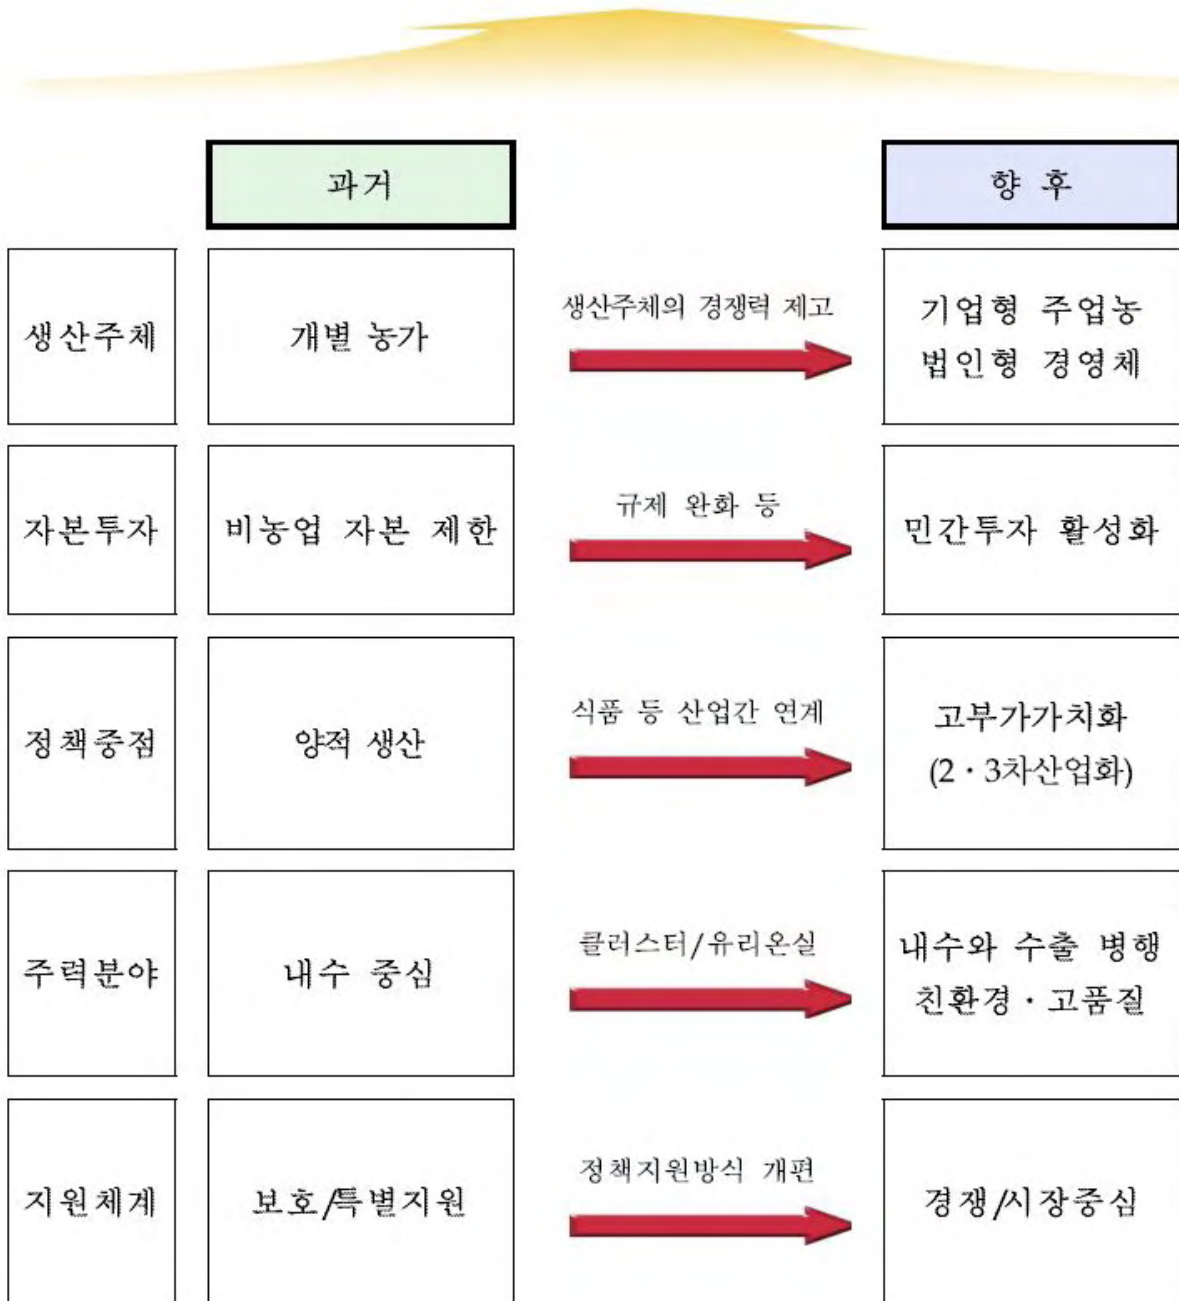 과거
향 후
생산주체
개별 농가
생산주체의 경쟁력 제고
기업형 주업농
법인형 경영체
자본투자
비농업 자본 제한
규제 완화 등
민간투자 활성화
정책중점
양적 생산
식품 등 산업간 연계
고부가가치화
(2·3차산업화)
주력분야
내수 중심
클러스터/유리온실
내수와 수출 병행
친환경·고품질
지원체계
보호/특별지원
정책지원방식 개편
경쟁/시장중심